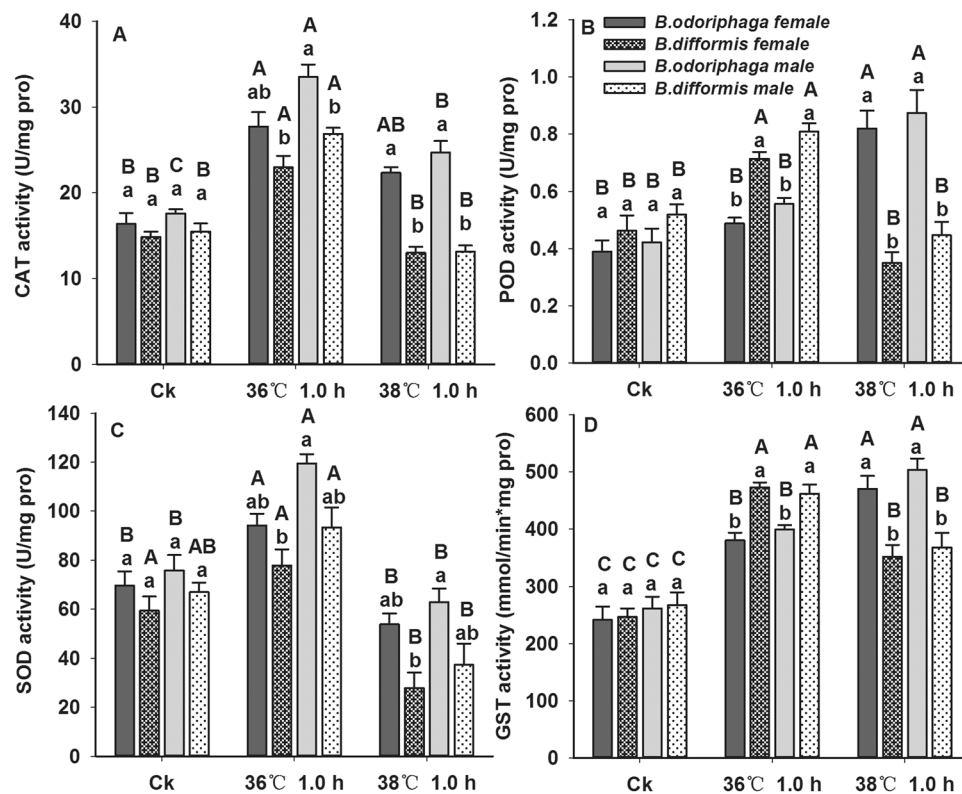 A
CAT activity (U/mg pro)
40
30
20
10
0
B a
B a
C a
B a
A ab
A b
A a
A b
AB a
B b
B a
B b
Ck
36℃ 1.0 h
38℃ 1.0 h
B
POD activity (U/mg pro)
1.2
1.0
0.8
0.6
0.4
0.2
0.0
B.odoriphaga female
B.difformis female
B.odoriphaga male
B.difformis male
B a
B a
B a
B a
B b
A a
B b
A a
A a
B b
A a
B b
Ck
36℃ 1.0 h
38℃ 1.0 h
C
SOD activity (U/mg pro)
140
120
100
80
60
40
20
0
B a
A a
B a
AB a
A ab
A b
A a
A ab
B ab
B b
B a
B ab
Ck
36℃ 1.0 h
38℃ 1.0 h
D
GST activity (mmol/min*mg pro)
600
500
400
300
200
100
0
C a
C a
C a
C a
B b
A a
B b
A a
A a
B b
A a
B b
Ck
36℃ 1.0 h
38℃ 1.0 h